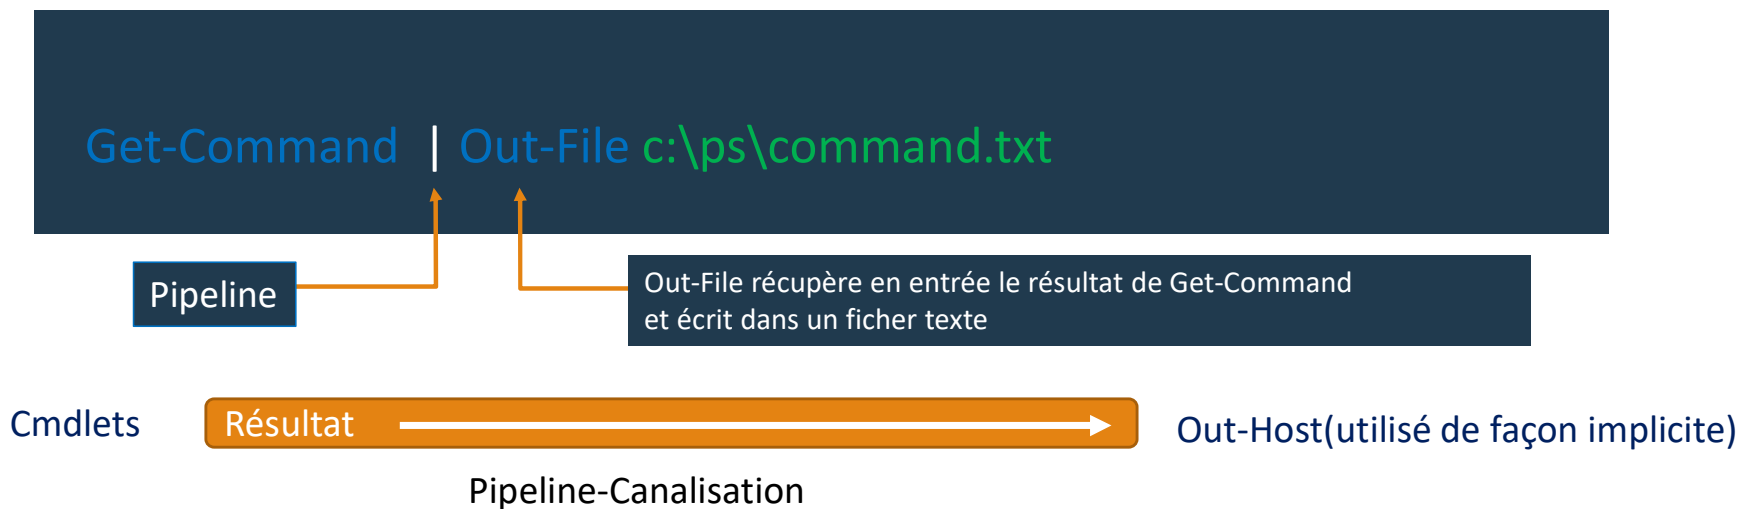 Get-Command | Out-File c:\ps\command.txt
Pipeline
Out-File récupère en entrée le résultat de Get-Command
et écrit dans un ficher texte
Cmdlets
Résultat
Out-Host(utilisé de façon implicite)
Pipeline-Canalisation